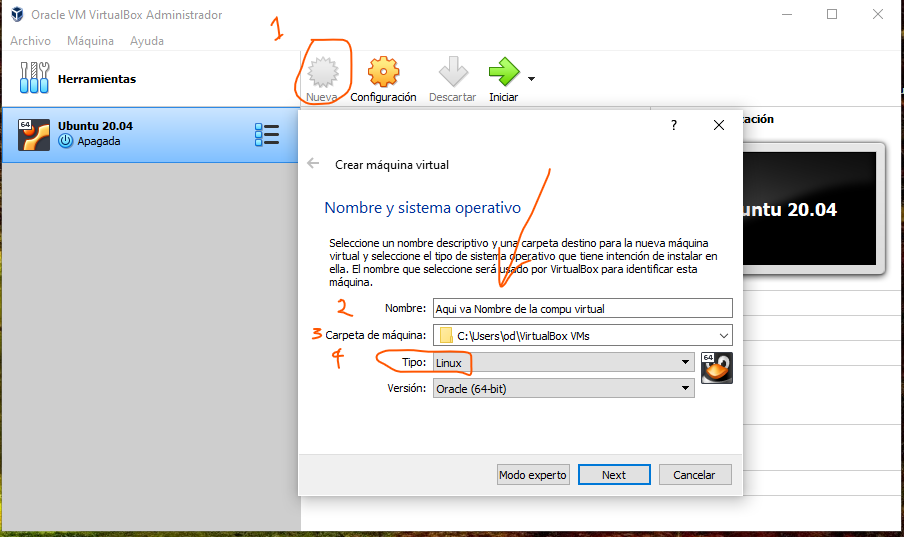 Oracle VM VirtualBox Administrador
1
Archivo Máquina Ayuda
Herramientas
Nueva Configuración Descartar Iniciar
64
Ubuntu 20.04
Apagada
tación
untu 20.04
?
Crear máquina virtual
Nombre y sistema operativo
Seleccione un nombre descriptivo y una carpeta destino para la nueva máquina
virtual y seleccione el tipo de sistema operativo que tiene intención de instalar en
ella. El nombre que seleccione será usado por VirtualBox para identificar esta
máquina.
2 Nombre: Aqui va Nombre de la compu virtual
3 Carpeta de máquina: C:\Users\od\VirtualBox VMs
4 Tipo: Linux
64
Versión: Oracle (64-bit)
Modo experto Next Cancelar